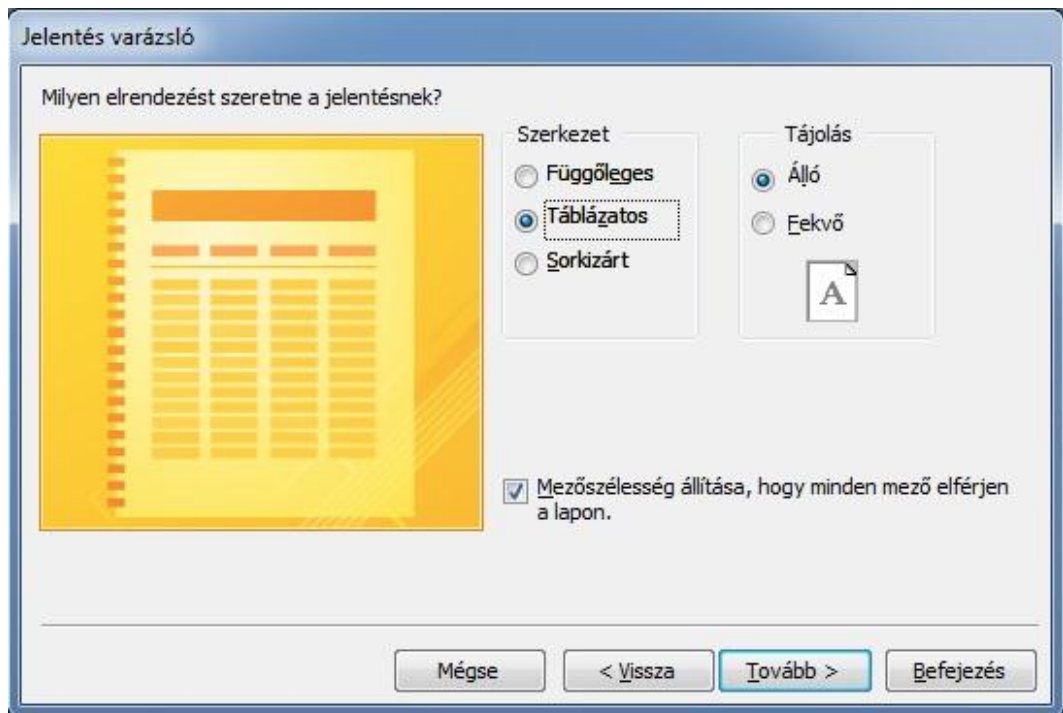 Jelentés varázsló
Milyen elrendezést szeretne a jelentésnek?
Szerkezet
Függőleges
Táblázatos
Sorkizárt
Tájolás
Álló
Fekvő
A
Mezőszélesség állítása, hogy minden mező elférjen
a lapon.
Mégse
< Vissza
Tovább >
Befejezés